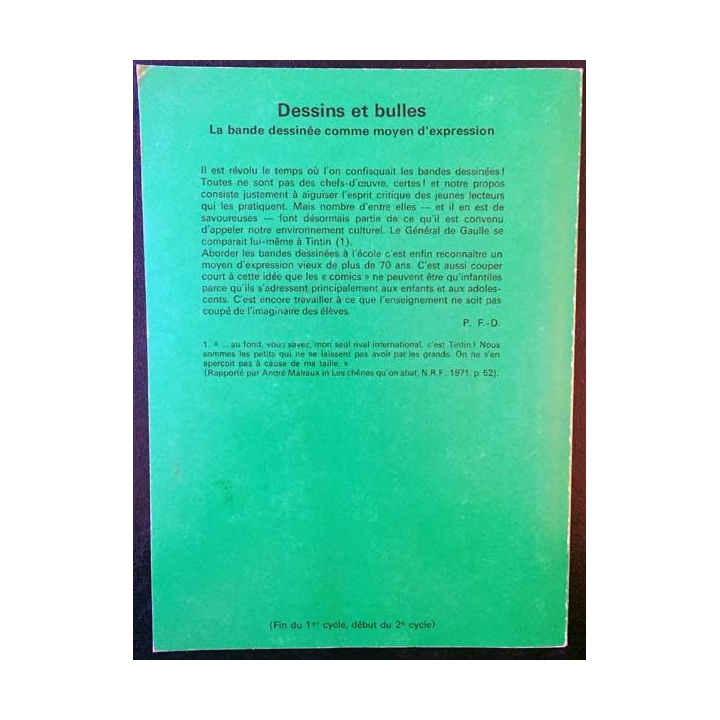 Dessins et bulles
La bande dessinée comme moyen d'expression
Il est révolu le temps où l'on confisquait les bandes dessinées !
Toutes ne sont pas des chefs-d'œuvre, certes ! et notre propos
consiste justement à aiguiser l'esprit critique des jeunes lecteurs
qui les pratiquent. Mais nombre d'entre elles — et il en est de
savoureuses — font désormais partie de ce qu'il est convenu
d'appeler notre environnement culturel. Le Général de Gaulle se
comparait lui-même à Tintin (1).
Aborder les bandes dessinées à l'école c'est enfin reconnaître un
moyen d'expression vieux de plus de 70 ans. C'est aussi couper
court à cette idée que les « comics » ne peuvent être qu'infantiles
parce qu'ils s'adressent principalement aux enfants et aux adoles-
cents. C'est encore travailler à ce que l'enseignement ne soit pas
coupé de l'imaginaire des élèves.
P. F.-D.
1. « ... au fond, vous savez, mon seul rival international, c'est Tintin ! Nous
sommes les petits qui ne se laissent pas avoir par les grands. On ne s'en
aperçoit pas à cause de ma taille. »
(Rapporté par André Malraux in Les chênes qu'on abat. N.R.F., 1971, p. 52).
(Fin du 1er cycle, début du 2e cycle)